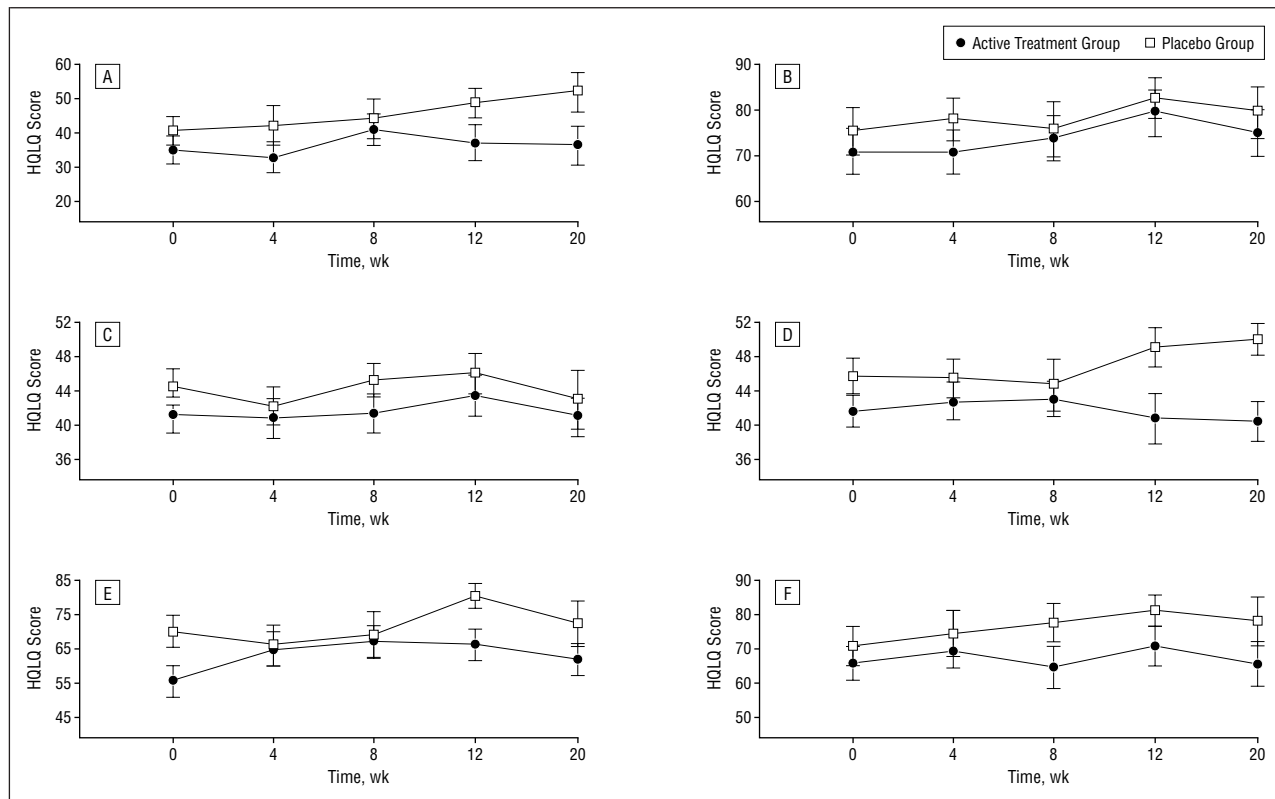 Active Treatment Group Placebo Group
A
HQLQ Score
60
50
40
30
20
0 4 8 12 20
Time, wk
B
HQLQ Score
90
80
70
60
0 4 8 12 20
Time, wk
C
HQLQ Score
52
48
44
40
36
0 4 8 12 20
Time, wk
D
HQLQ Score
52
48
44
40
36
0 4 8 12 20
Time, wk
E
HQLQ Score
85
75
65
55
45
0 4 8 12 20
Time, wk
F
HQLQ Score
90
80
70
60
50
0 4 8 12 20
Time, wk